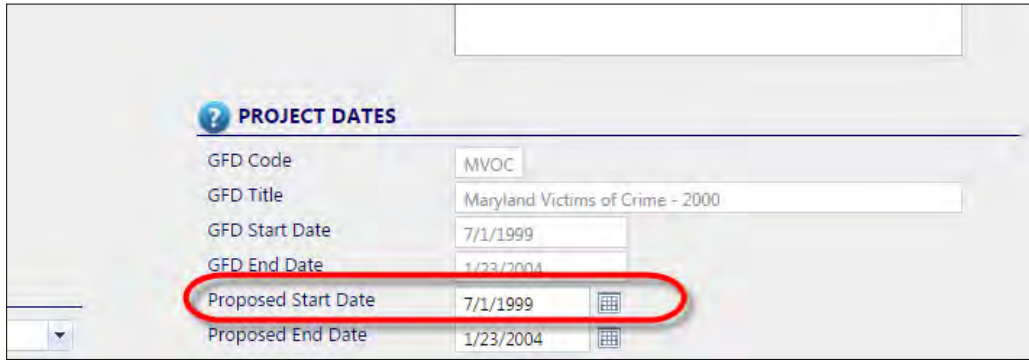 ? PROJECT DATES
GFD Code MVOC
GFD Title Maryland Victims of Crime - 2000
GFD Start Date 7/1/1999
GFD End Date 1/23/2004
Proposed Start Date 7/1/1999
Proposed End Date 1/23/2004